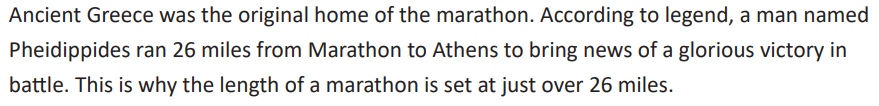 Ancient Greece was the original home of the marathon. According to legend, a man named
Pheidippides ran 26 miles from Marathon to Athens to bring news of a glorious victory in
battle. This is why the length of a marathon is set at just over 26 miles.